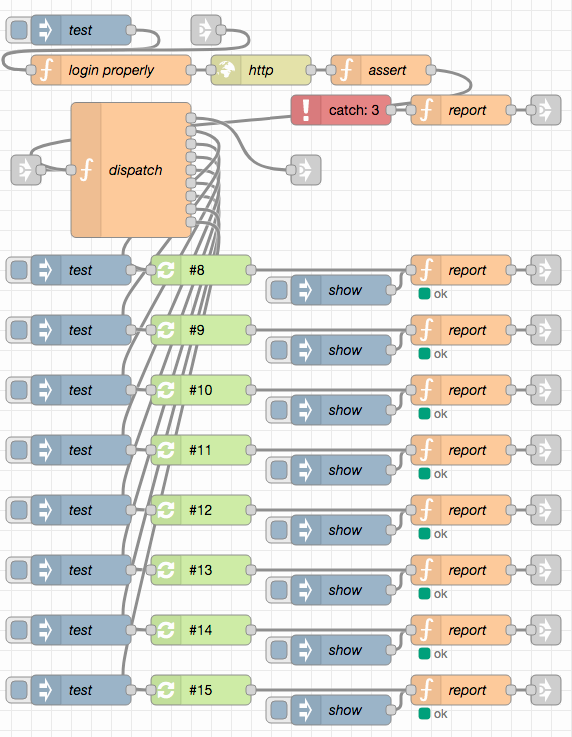 test
login properly
http
assert
catch: 3
report
dispatch
test
#8
report
show
ok
test
#9
report
show
ok
test
#10
report
show
ok
test
#11
report
show
ok
test
#12
report
show
ok
test
#13
report
show
ok
test
#14
report
show
ok
test
#15
report
show
ok